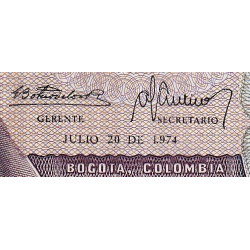 GERENTE SECRETARIO
JULIO 20 DE 1974
BOGOTA, COLOMBIA